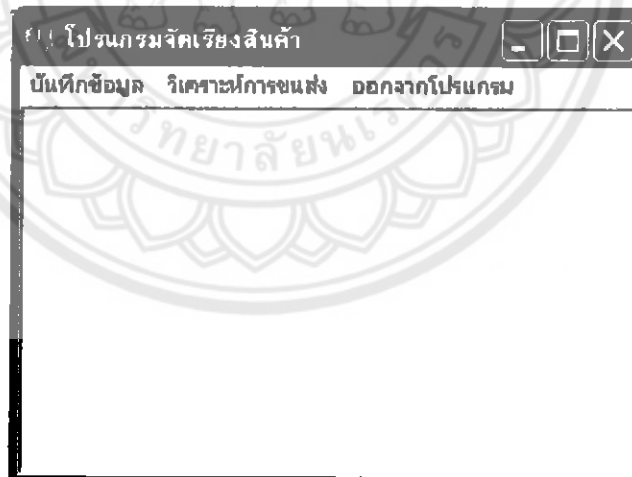 โปรแกรมจัดเรียงสินค้า
บันทึกข้อมูล วิเคราะห์การขนส่ง ออกจากโปรแกรม